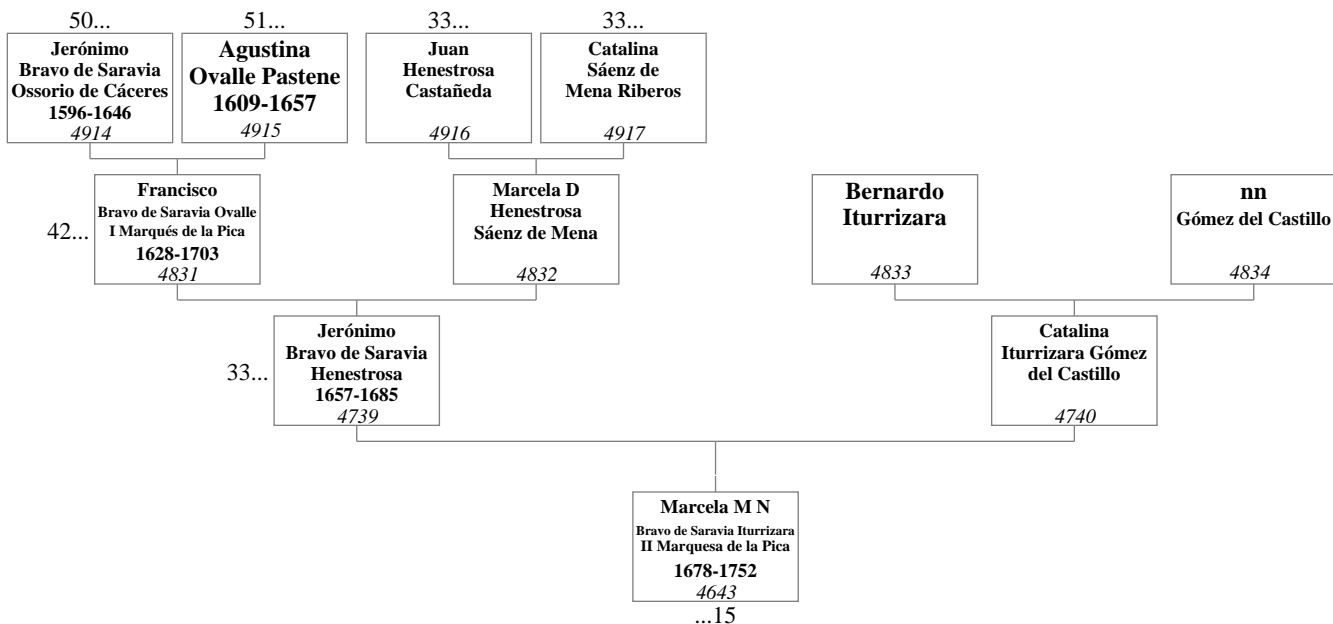 50...
51...
33...
33...
Jerónimo
Bravo de Saravia
Ossorio de Cáceres
1596-1646
4914
Agustina
Ovalle Pastene
1609-1657
4915
Juan
Henestrosa
Castañeda
4916
Catalina
Sáenz de
Mena Riberos
4917
42...
Francisco
Bravo de Saravia Ovalle
I Marqués de la Pica
1628-1703
4831
Marcela D
Henestrosa
Sáenz de Mena
4832
Bernardo
Iturrizara
4833
nn
Gómez del Castillo
4834
33...
Jerónimo
Bravo de Saravia
Henestrosa
1657-1685
4739
Catalina
Iturrizara Gómez
del Castillo
4740
Marcela M N
Bravo de Saravia Iturrizara
II Marquesa de la Pica
1678-1752
4643
...15